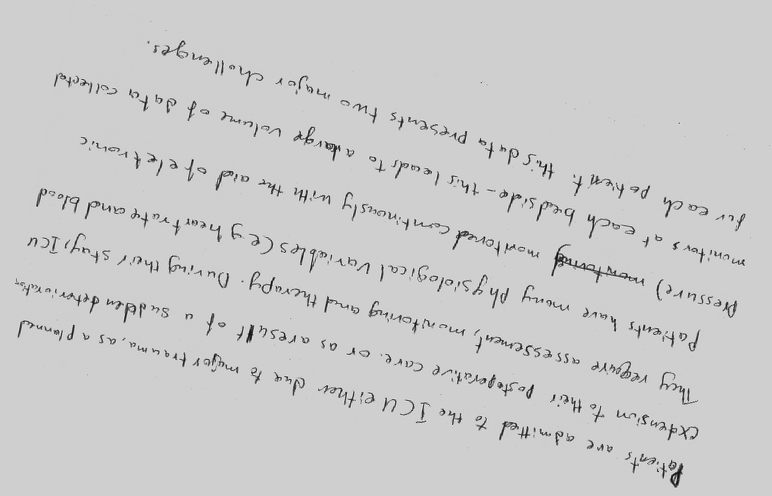 Patients are admitted to the ICU either due to major trauma, as a planned
extension to their postoperative care. or as a result of a sudden deterioration.
They require assessement, monitoring and therapy. During their stay, ICU
Patients have many physiological variables (e.g heart rate and blood
pressure) monitoring monitored continuously with the aid of eletronic
monitors at each bedside - this leads to a large volume of data collected
for each patient. this data presents two major challenges.